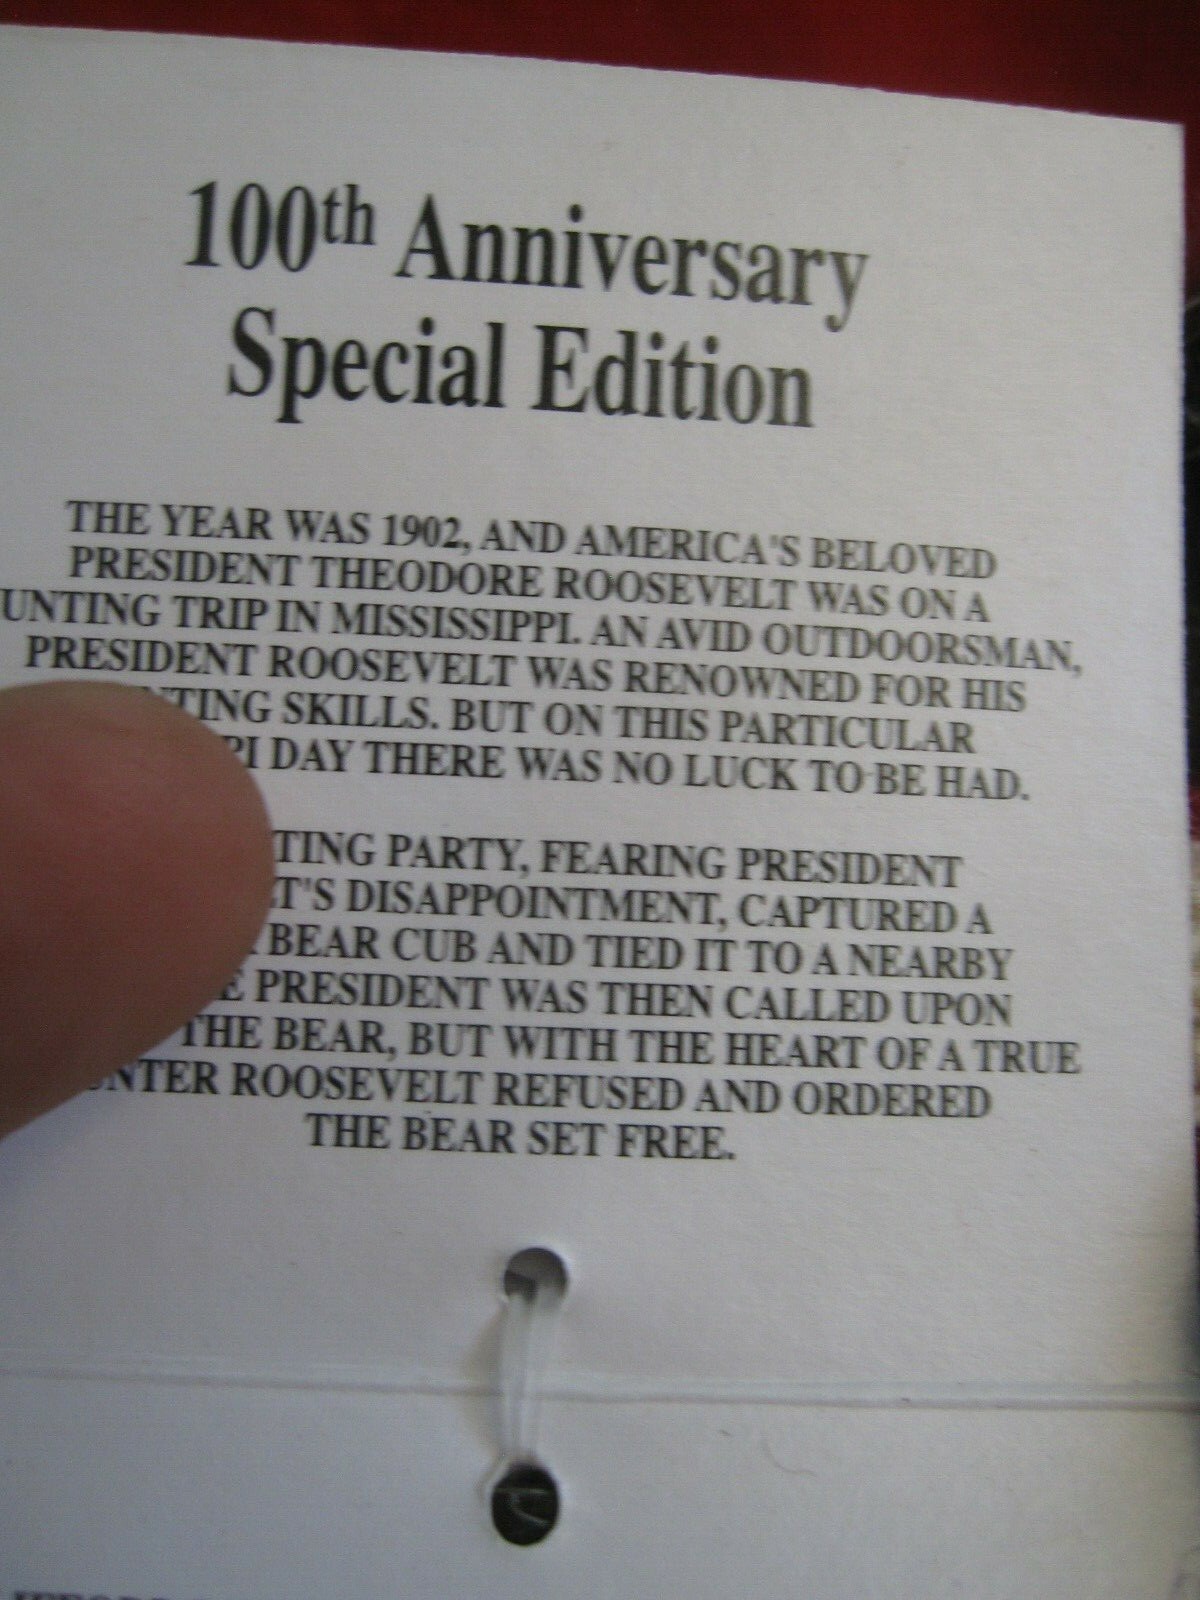 100th Anniversary
Special Edition
THE YEAR WAS 1902, AND AMERICA'S BELOVED
PRESIDENT THEODORE ROOSEVELT WAS ON A
UNTING TRIP IN MISSISSIPPI. AN AVID OUTDOORSMAN,
PRESIDENT ROOSEVELT WAS RENOWNED FOR HIS
TING SKILLS. BUT ON THIS PARTICULAR
PI DAY THERE WAS NO LUCK TO BE HAD.
TING PARTY, FEARING PRESIDENT
T'S DISAPPOINTMENT, CAPTURED A
BEAR CUB AND TIED IT TO A NEARBY
E PRESIDENT WAS THEN CALLED UPON
THE BEAR, BUT WITH THE HEART OF A TRUE
UNTER ROOSEVELT REFUSED AND ORDERED
THE BEAR SET FREE.